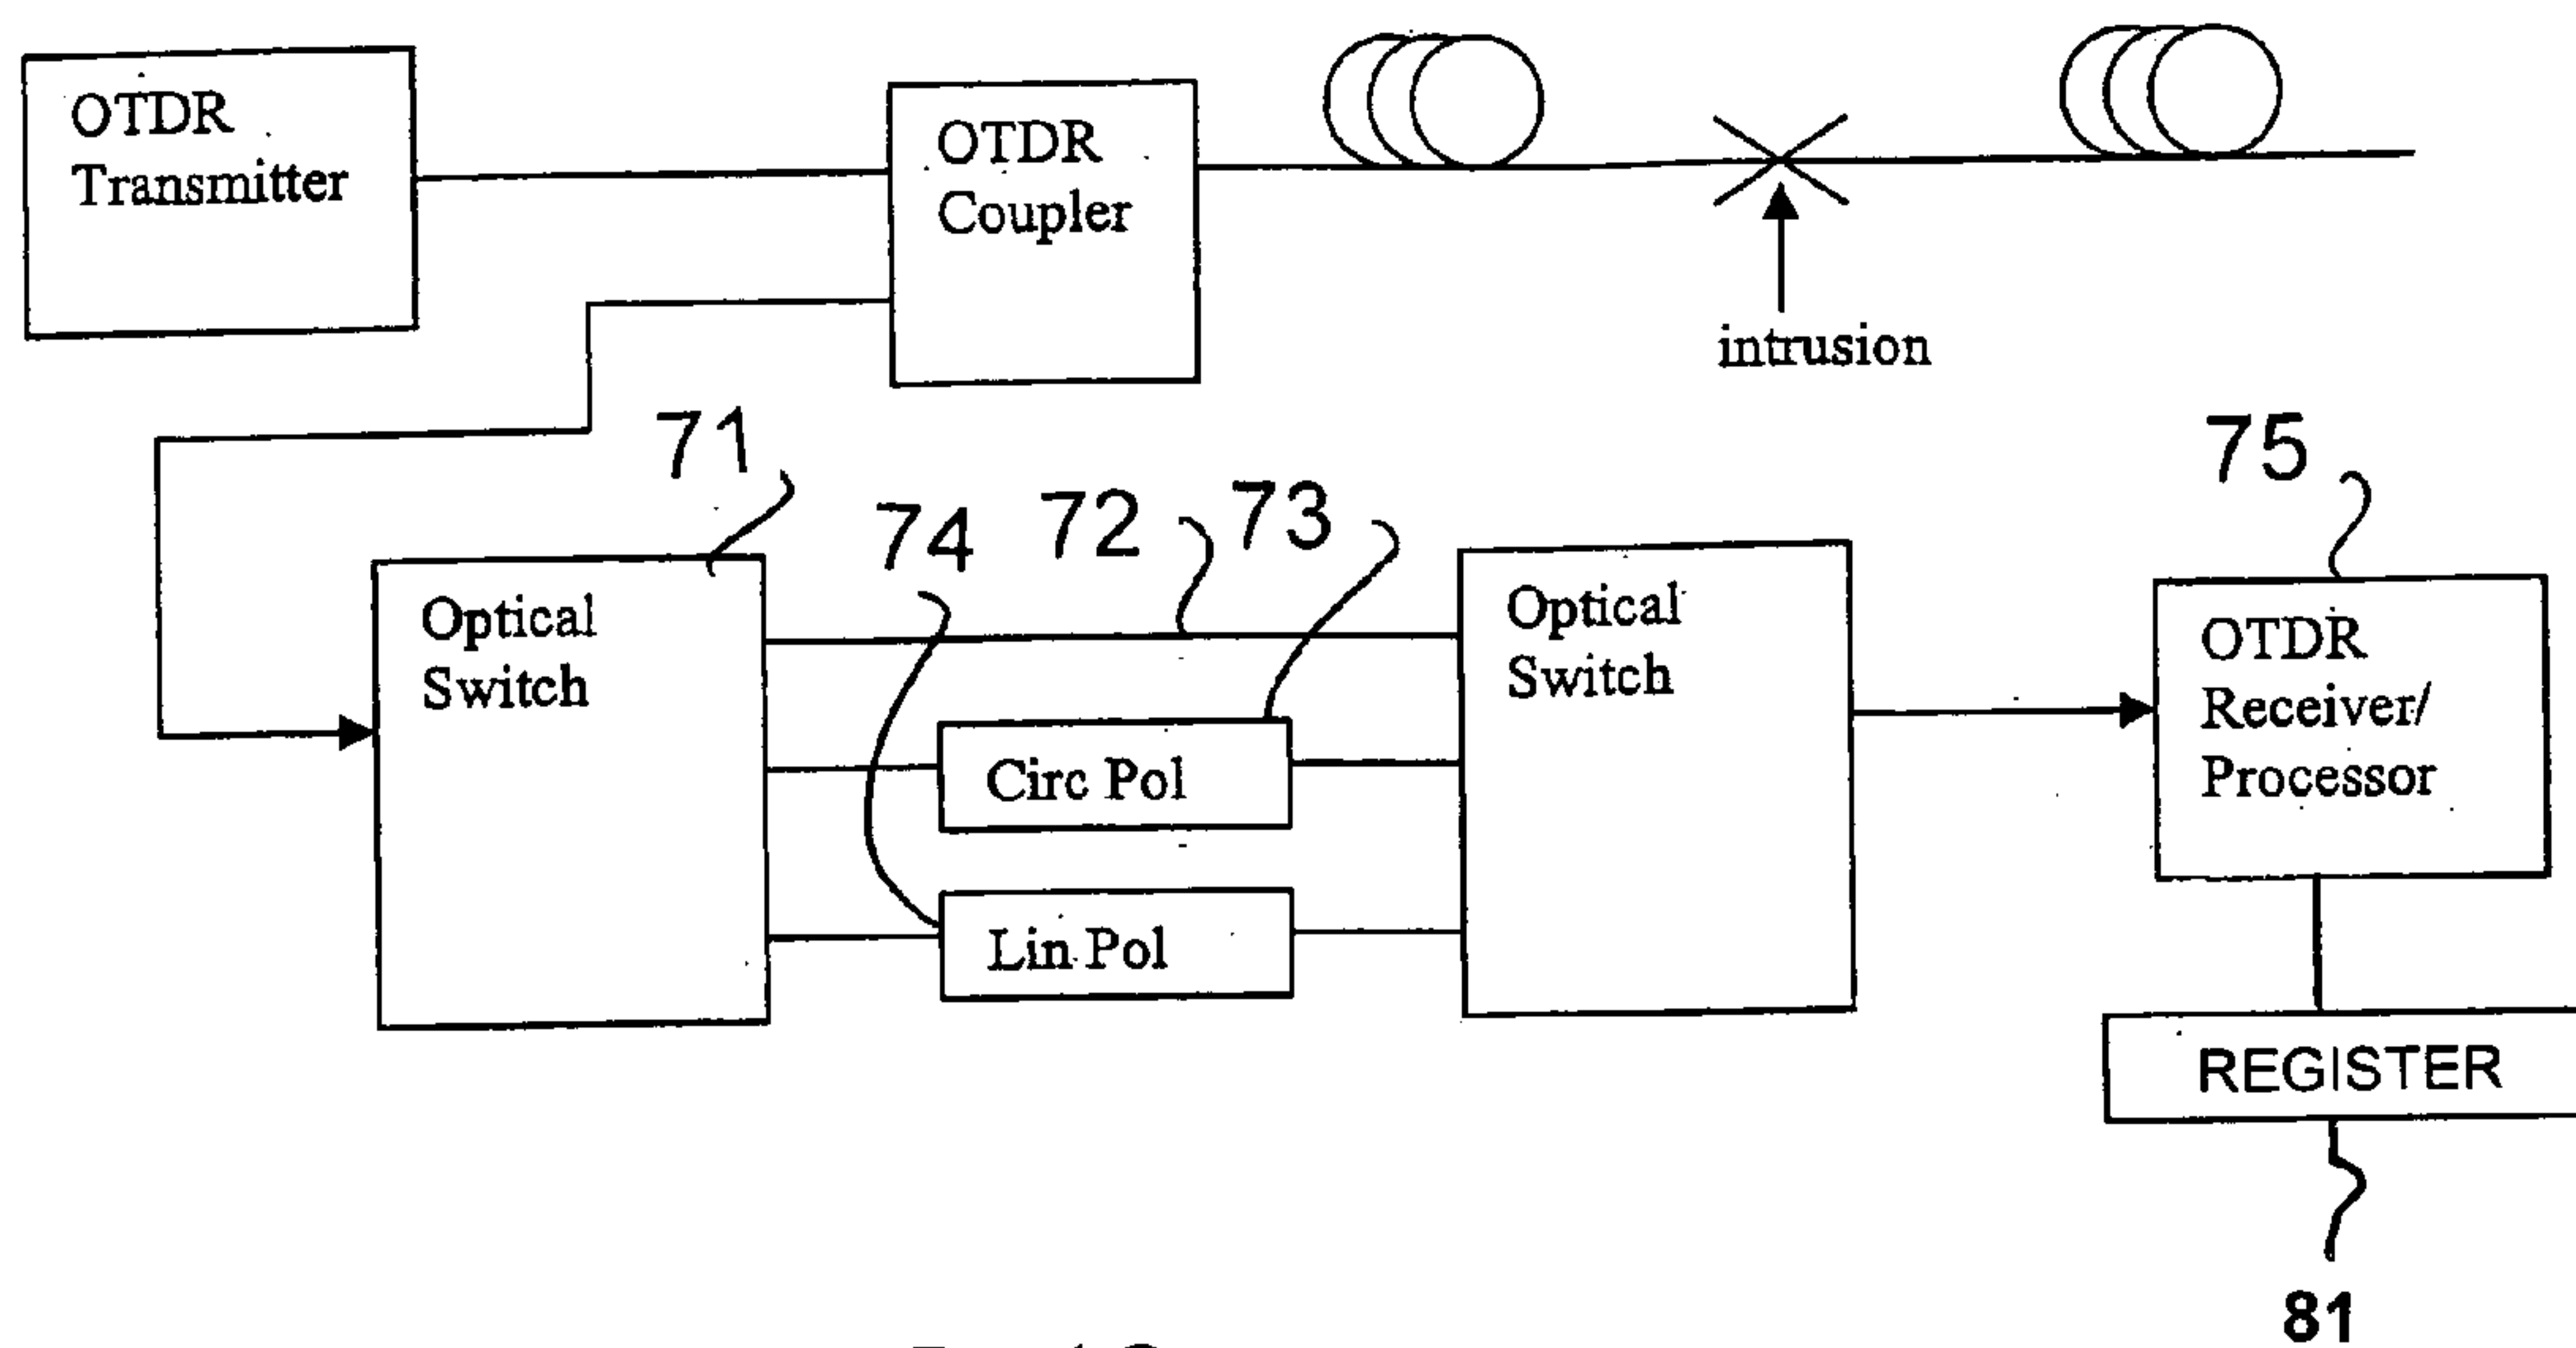 OTDR
Transmitter
OTDR
Coupler
intrusion
71
74
72
73
75
Optical
Switch
Circ Pol
Lin Pol
Optical
Switch
OTDR
Receiver/
Processor
REGISTER
81